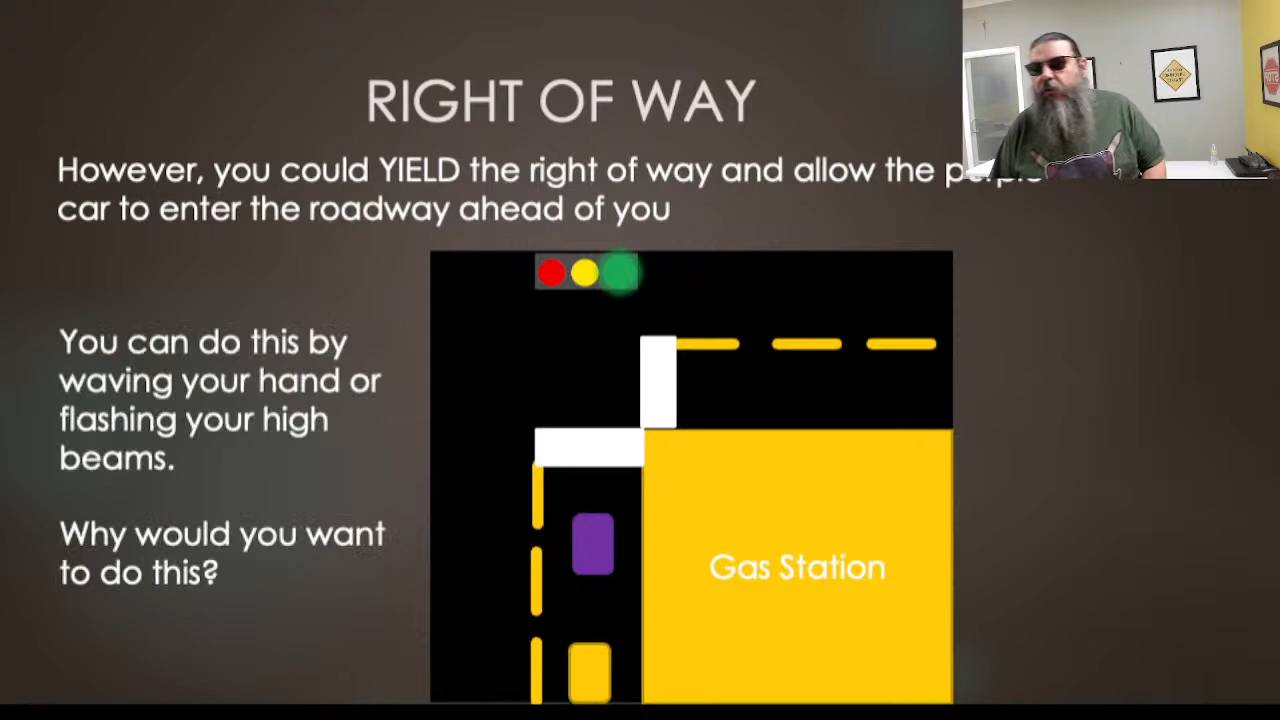 RIGHT OF WAY
However, you could YIELD the right of way and allow the
car to enter the roadway ahead of you
You can do this by
waving your hand or
flashing your high
beams.
Why would you want
to do this?
Gas Station